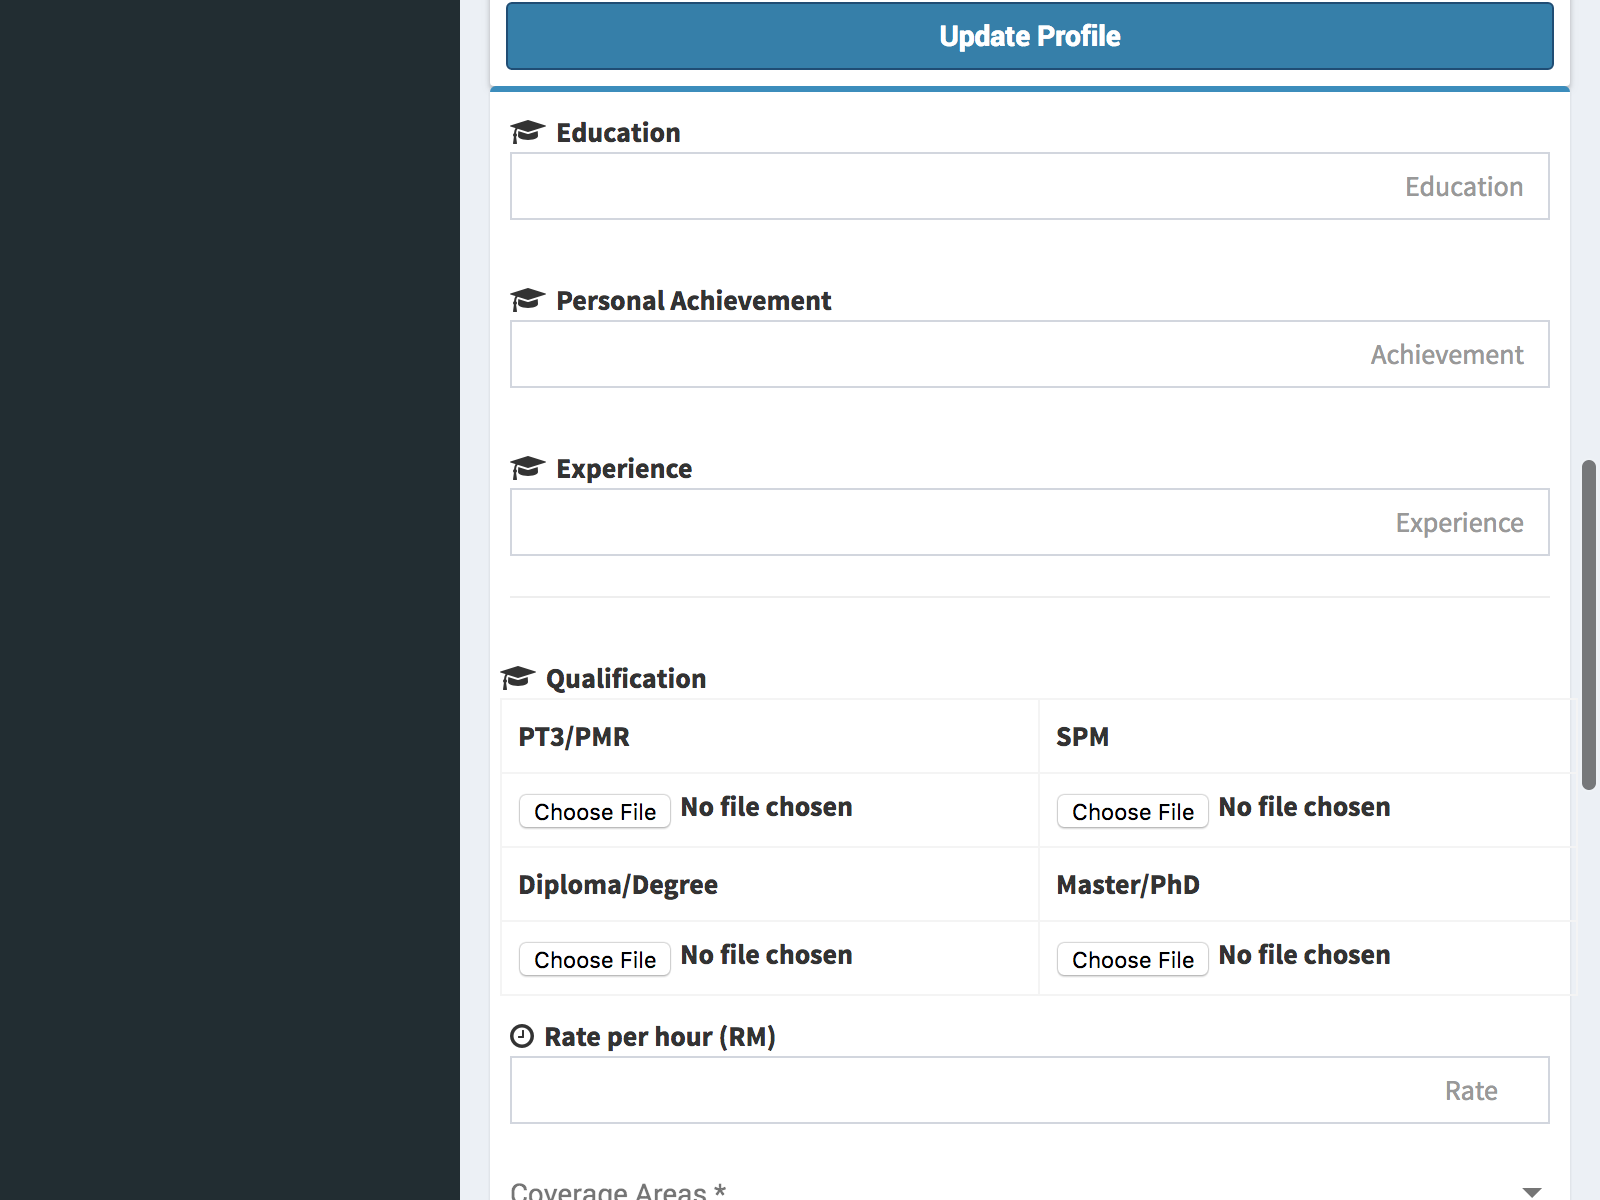 Update Profile
Education
Education
Personal Achievement
Achievement
Experience
Experience
Qualification
PT3/PMR SPM
Choose File No file chosen Choose File No file chosen
Diploma/Degree Master/PhD
Choose File No file chosen Choose File No file chosen
Rate per hour (RM)
Rate
Coverage Areas *